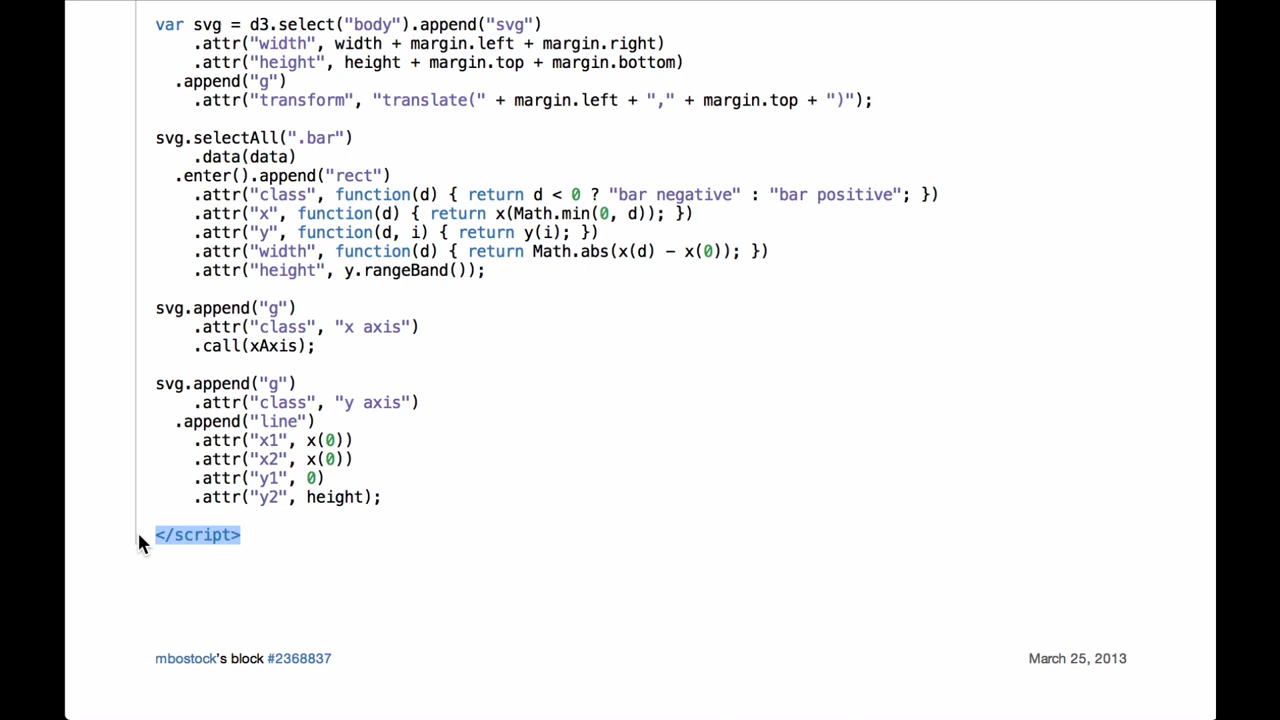 var svg = d3.select("body").append("svg")
    .attr("width", width + margin.left + margin.right)
    .attr("height", height + margin.top + margin.bottom)
  .append("g")
    .attr("transform", "translate(" + margin.left + "," + margin.top + ")");

svg.selectAll(".bar")
    .data(data)
  .enter().append("rect")
    .attr("class", function(d) { return d < 0 ? "bar negative" : "bar positive"; })
    .attr("x", function(d) { return x(Math.min(0, d)); })
    .attr("y", function(d, i) { return y(i); })
    .attr("width", function(d) { return Math.abs(x(d) - x(0)); })
    .attr("height", y.rangeBand());

svg.append("g")
    .attr("class", "x axis")
    .call(xAxis);

svg.append("g")
    .attr("class", "y axis")
  .append("line")
    .attr("x1", x(0))
    .attr("x2", x(0))
    .attr("y1", 0)
    .attr("y2", height);

</script>
mbostock's block #2368837
March 25, 2013